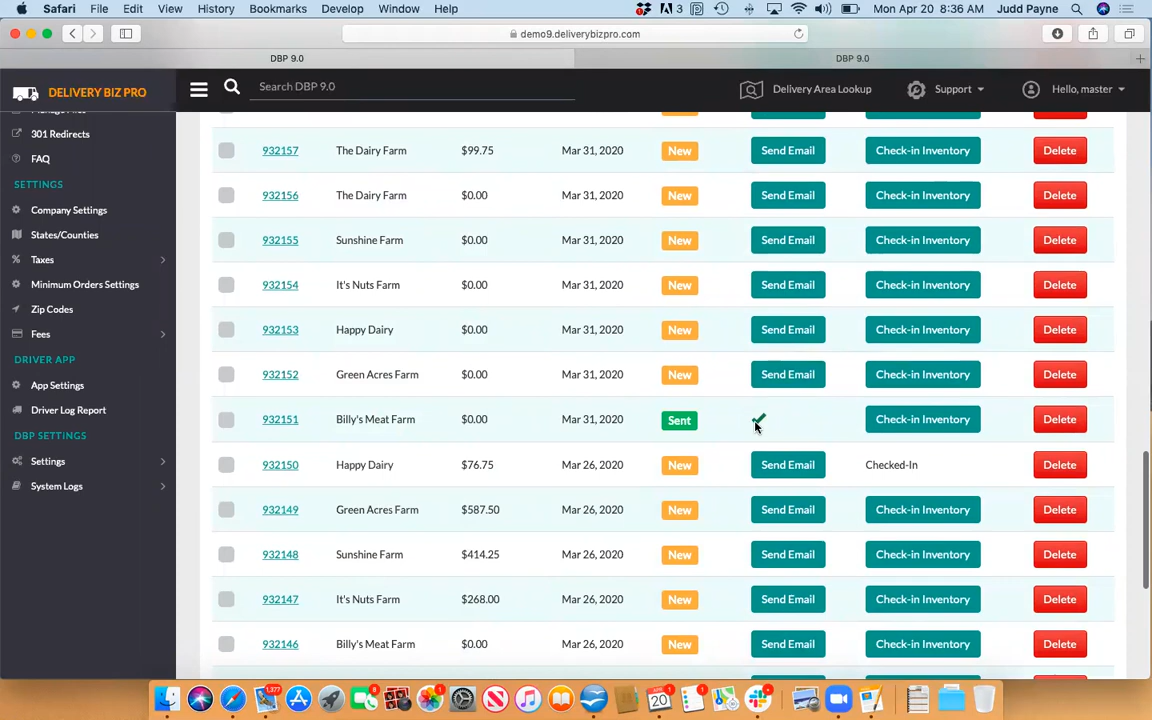 Safari File Edit View History Bookmarks Develop Window Help 3 Mon Apr 20 8:36 AM Judd Payne
demo9.deliverybizpro.com
DBP 9.0 DBP 9.0
DELIVERY BIZ PRO Search DBP 9.0 Delivery Area Lookup Support Hello, master
301 Redirects
FAQ
SETTINGS
Company Settings
States/Counties
Taxes
Minimum Orders Settings
Zip Codes
Fees
DRIVER APP
App Settings
Driver Log Report
DBP SETTINGS
Settings
System Logs
932157 The Dairy Farm $99.75 Mar 31, 2020 New Send Email Check-in Inventory Delete
932156 The Dairy Farm $0.00 Mar 31, 2020 New Send Email Check-in Inventory Delete
932155 Sunshine Farm $0.00 Mar 31, 2020 New Send Email Check-in Inventory Delete
932154 It's Nuts Farm $0.00 Mar 31, 2020 New Send Email Check-in Inventory Delete
932153 Happy Dairy $0.00 Mar 31, 2020 New Send Email Check-in Inventory Delete
932152 Green Acres Farm $0.00 Mar 31, 2020 New Send Email Check-in Inventory Delete
932151 Billy's Meat Farm $0.00 Mar 31, 2020 Sent Check-in Inventory Delete
932150 Happy Dairy $76.75 Mar 26, 2020 New Send Email Checked-In Delete
932149 Green Acres Farm $587.50 Mar 26, 2020 New Send Email Check-in Inventory Delete
932148 Sunshine Farm $414.25 Mar 26, 2020 New Send Email Check-in Inventory Delete
932147 It's Nuts Farm $268.00 Mar 26, 2020 New Send Email Check-in Inventory Delete
932146 Billy's Meat Farm $0.00 Mar 26, 2020 New Send Email Check-in Inventory Delete